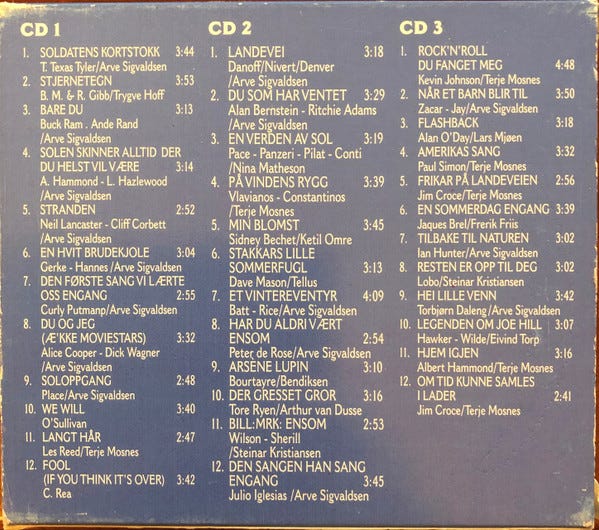 CD 1
1. SOLDATENS KORTSTOKK 3:44
T. Texas Tyler/Arve Sigvaldsen
2. STJERNETEGN 3:53
B. M. & R. Gibb/Trygve Hoff
3. BARE DU 3:13
Buck Ram . Ande Rand
/Arve Sigvaldsen
4. SOLEN SKINNER ALLTID DER
DU HELST VIL VÆRE 3:14
A. Hammond - L. Hazlewood
/Arve Sigvaldsen
5. STRANDEN 2:52
Neil Lancaster - Cliff Corbett
/Arve Sigvaldsen
6. EN HVIT BRUDEKJOLE 3:04
Gerke - Hannes/Arve Sigvaldsen
7. DEN FØRSTE SANG VI LÆRTE
OSS ENGANG 2:55
Curly Putmanp/Arve Sigvaldsen
8. DU OG JEG
(Æ'KKE MOVIESTARS) 3:32
Alice Cooper - Dick Wagner
/Arve Sigvaldsen
9. SOLOPPGANG 2:48
Place/Arve Sigvaldsen
10. WE WILL 3:40
O'Sullivan
11. LANGT HÅR 2:47
Les Reed/Terje Mosnes
12. FOOL
(IF YOU THINK IT'S OVER) 3:42
C. Rea
CD 2
1. LANDEVEI 3:18
Danoff/Nivert/Denver
/Arve Sigvaldsen
2. DU SOM HAR VENTET 3:29
Alan Bernstein - Ritchie Adams
/Arve Sigvaldsen
3. EN VERDEN AV SOL 3:19
Pace - Panzeri - Pilat - Conti
/Nina Matheson
4. PÅ VINDENS RYGG 3:39
Vlavianos - Constantinos
/Terje Mosnes
5. MIN BLOMST 3:45
Sidney Bechet/Ketil Omre
6. STAKKARS LILLE
SOMMERFUGL 3:13
Dave Mason/Tellus
7. ET VINTEREVENTYR 4:09
Batt - Rice/Arve Sigvaldsen
8. HAR DU ALDRI VÆRT
ENSOM 2:54
Peter de Rose/Arve Sigvaldsen
9. ARSENE LUPIN 3:10
Bourtayre/Bendiksen
10. DER GRESSET GROR 3:16
Tore Ryen/Arthur van Dusse
11. BILL:MRK: ENSOM 2:53
Wilson - Sherill
/Steinar Kristiansen
12. DEN SANGEN HAN SANG
ENGANG 3:45
Julio Iglesias /Arve Sigvaldsen
CD 3
1. ROCK'N'ROLL
DU FANGET MEG 4:48
Kevin Johnson/Terje Mosnes
2. NÅR ET BARN BLIR TIL 3:50
Zacar - Jay/Arve Sigvaldsen
3. FLASHBACK 3:18
Alan O'Day/Lars Mjøen
4. AMERIKAS SANG 3:32
Paul Simon/Terje Mosnes
5. FRIKAR PÅ LANDEVEIEN 2:56
Jim Croce/Terje Mosnes
6. EN SOMMERDAG ENGANG 3:39
Jaques Brel/Frerik Friis
7. TILBAKE TIL NATUREN 3:02
Ian Hunter/Arve Sigvaldsen
8. RESTEN ER OPP TIL DEG 3:02
Lobo/Steinar Kristiansen
9. HEI LILLE VENN 3:42
Torbjørn Daleng/Arve Sigvaldsen
10. LEGENDEN OM JOE HILL 3:07
Hawker - Wilde/Eivind Torp
11. HJEM IGJEN 3:16
Albert Hammond/Terje Mosnes
12. OM TID KUNNE SAMLES
I LADER 2:41
Jim Croce/Terje Mosnes